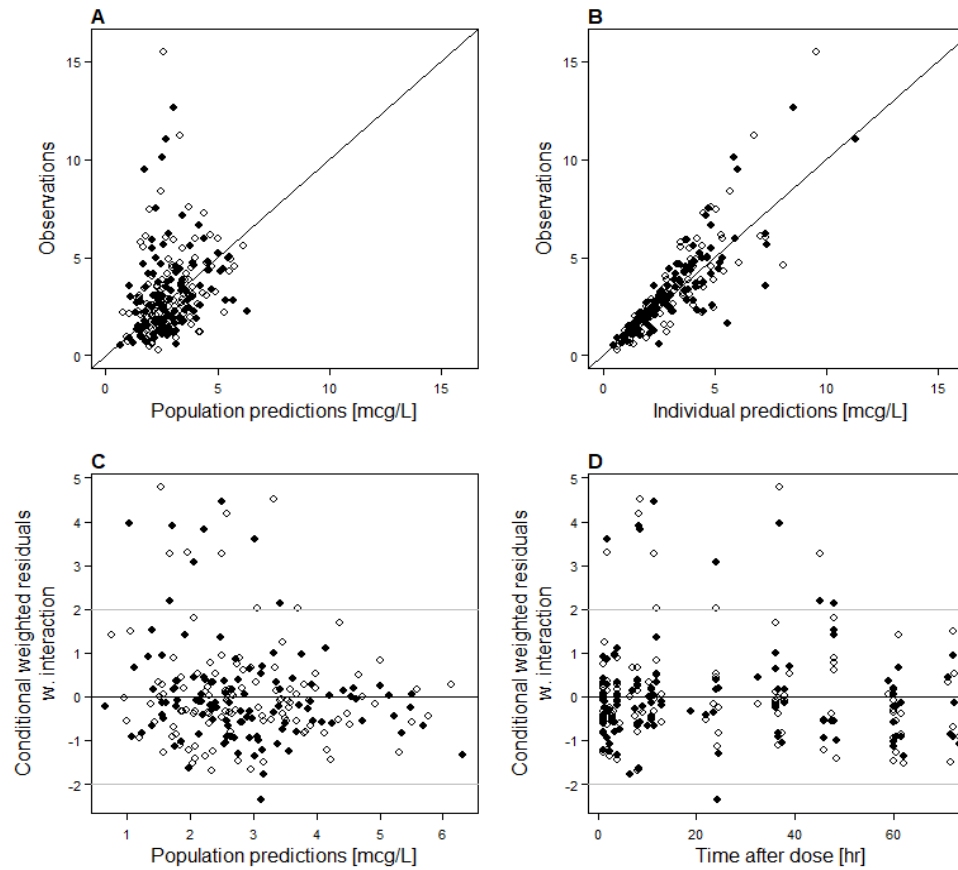 A
Observations
15
10
5
0
0 5 10 15
Population predictions [mcg/L]
B
Observations
15
10
5
0
0 5 10 15
Individual predictions [mcg/L]
C
Conditional weighted residuals
w. interaction
5
4
3
2
1
0
-1
-2
1 2 3 4 5 6
Population predictions [mcg/L]
D
Conditional weighted residuals
w. interaction
5
4
3
2
1
0
-1
-2
0 20 40 60
Time after dose [hr]